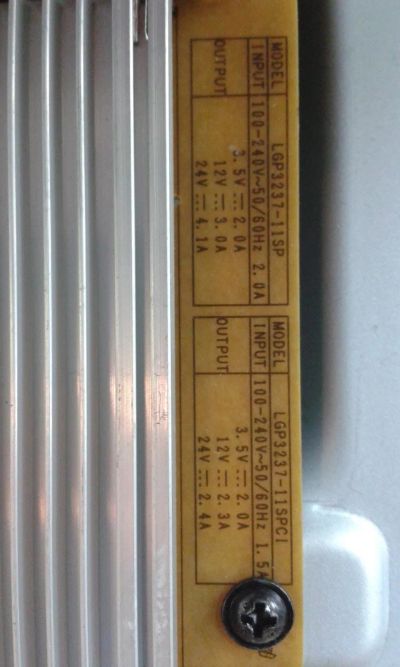 MODEL LGP3237-11SP
INPUT 100-240V~50/60Hz 2.0A
OUTPUT 3.5V⎓2.0A
12V⎓3.0A
24V⎓4.1A
MODEL LGP3237-11SPCI
INPUT 100-240V~50/60Hz 1.5A
OUTPUT 3.5V⎓2.0A
12V⎓2.3A
24V⎓2.4A